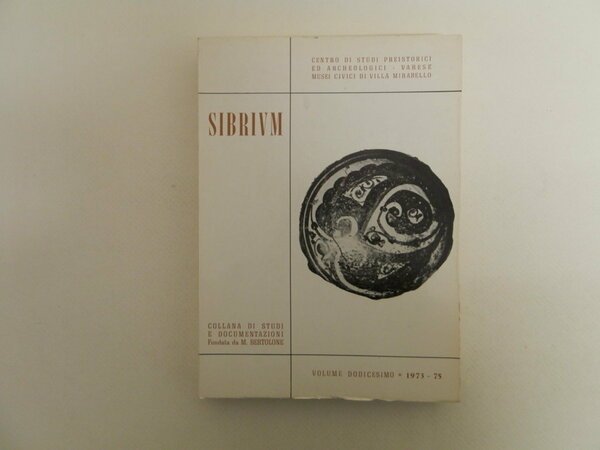 CENTRO DI STUDI PREISTORICI
ED ARCHEOLOGICI - VARESE
MUSEI CIVICI DI VILLA MIRABELLO
SIBRIVM
COLLANA DI STUDI
E DOCUMENTAZIONI
Fondata da M. BERTOLONE
VOLUME DODICESIMO * 1973 - 75